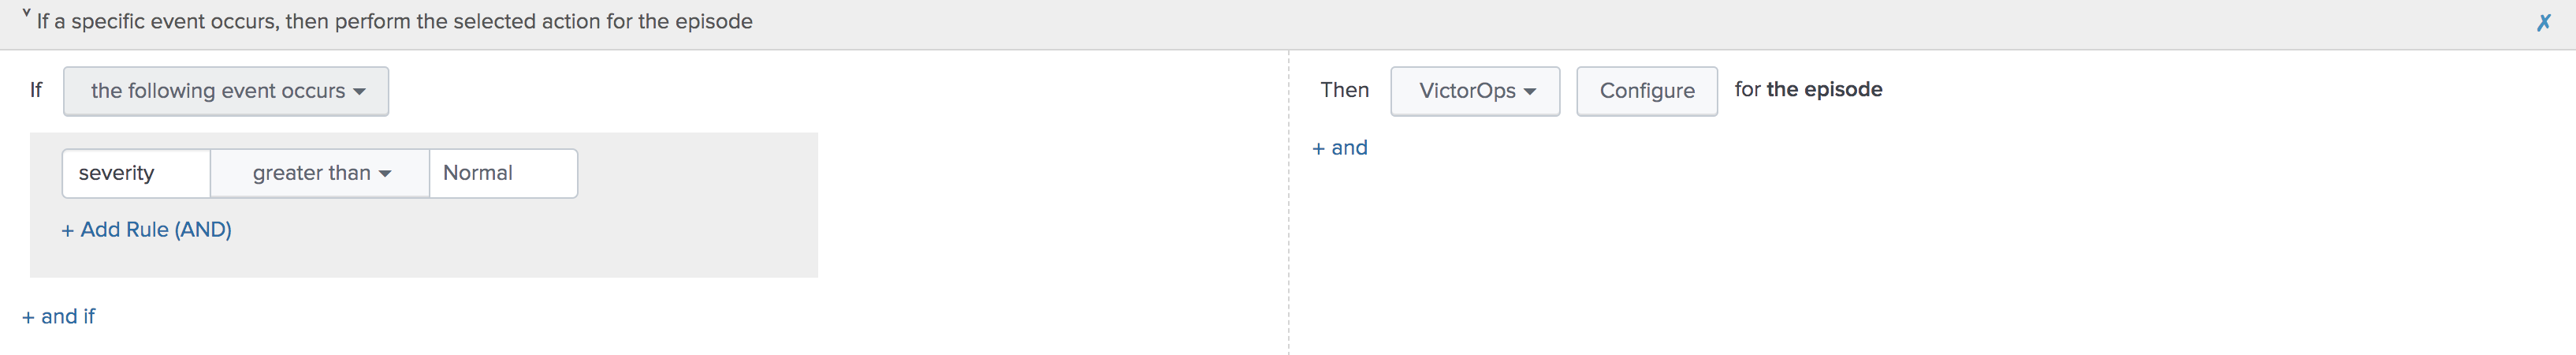 If a specific event occurs, then perform the selected action for the episode
If the following event occurs
severity greater than Normal
+ Add Rule (AND)
+ and if
Then VictorOps Configure for the episode
+ and